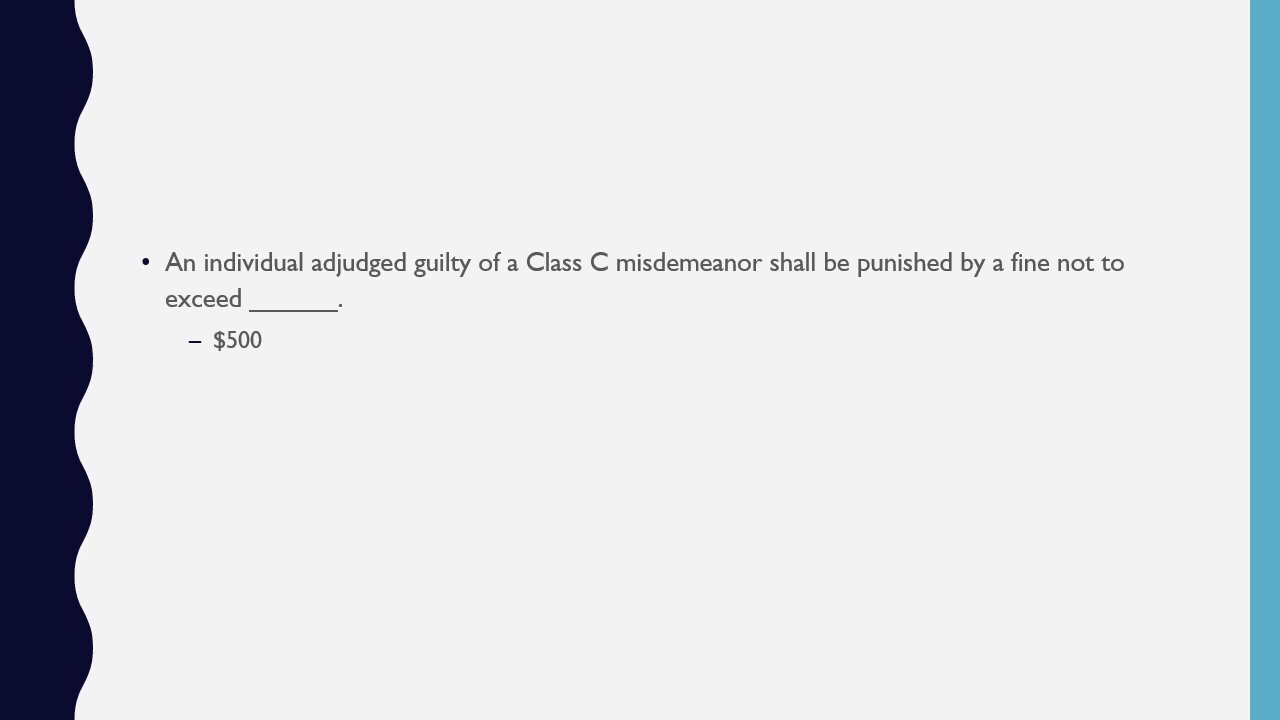 • An individual adjudged guilty of a Class C misdemeanor shall be punished by a fine not to
exceed _______.
– $500